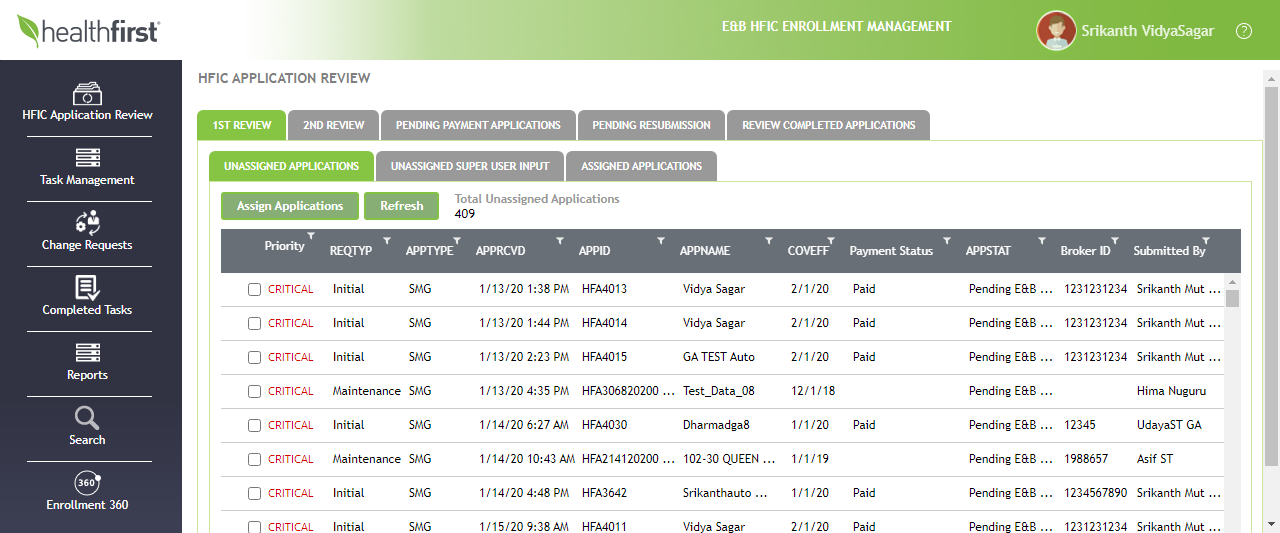 healthfirst
E&B HFIC ENROLLMENT MANAGEMENT
Srikanth VidyaSagar
?
HFIC Application Review
Task Management
Change Requests
Completed Tasks
Reports
Search
360°
Enrollment 360
HFIC APPLICATION REVIEW
1ST REVIEW 2ND REVIEW PENDING PAYMENT APPLICATIONS PENDING RESUBMISSION REVIEW COMPLETED APPLICATIONS
UNASSIGNED APPLICATIONS UNASSIGNED SUPER USER INPUT ASSIGNED APPLICATIONS
Assign Applications Refresh Total Unassigned Applications
409
Priority REQTYP APPTYPE APPRCVD APPID APPNAME COVEFF Payment Status APPSTAT Broker ID Submitted By
CRITICAL Initial SMG 1/13/20 1:38 PM HFA4013 Vidya Sagar 2/1/20 Paid Pending E&B ... 1231231234 Srikanth Mut ...
CRITICAL Initial SMG 1/13/20 1:44 PM HFA4014 Vidya Sagar 2/1/20 Paid Pending E&B ... 1231231234 Srikanth Mut ...
CRITICAL Initial SMG 1/13/20 2:23 PM HFA4015 GA TEST Auto 2/1/20 Paid Pending E&B ... 1231231234 Srikanth Mut ...
CRITICAL Maintenance SMG 1/13/20 4:35 PM HFA306820200 ... Test_Data_08 12/1/18 Pending E&B ... Hima Nuguru
CRITICAL Initial SMG 1/14/20 6:27 AM HFA4030 Dharmadga8 1/1/20 Paid Pending E&B ... 12345 UdayaST GA
CRITICAL Maintenance SMG 1/14/20 10:43 AM HFA214120200 ... 102-30 QUEEN ... 1/1/19 Pending E&B ... 1988657 Asif ST
CRITICAL Initial SMG 1/14/20 4:48 PM HFA3642 Srikanthauto ... 1/1/20 Paid Pending E&B ... 1234567890 Srikanth Mut ...
CRITICAL Initial SMG 1/15/20 9:38 AM HFA4011 Vidya Sagar 2/1/20 Paid Pending E&B ... 1231231234 Srikanth Mut ...